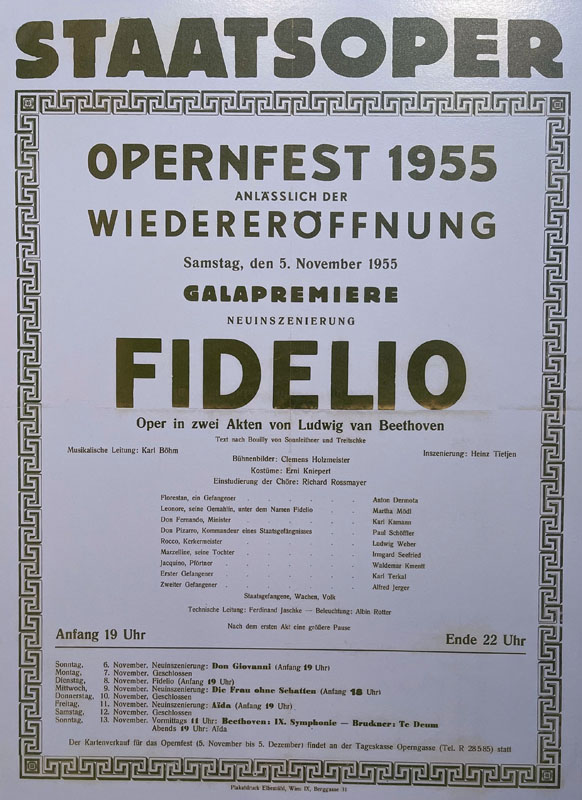 STAATSOPER
OPERNFEST 1955
ANLÄSSLICH DER
WIEDERERÖFFNUNG
Samstag, den 5. November 1955
GALAPREMIERE
NEUINSZENIERUNG
FIDELIO
Oper in zwei Akten von Ludwig van Beethoven
Text nach Bouilly von Sonnleithner und Treitschke
Musikalische Leitung: Karl Böhm Inszenierung: Heinz Tietjen
Bühnenbilder: Clemens Holzmeister
Kostüme: Erni Kniepert
Einstudierung der Chöre: Richard Rossmayer
Florestan, ein Gefangener . . . . . Anton Dermota
Leonore, seine Gemahlin, unter dem Namen Fidelio . . . . . Martha Mödl
Don Fernando, Minister . . . . . Karl Kamann
Don Pizarro, Kommandeur eines Staatsgefängnisses . . . . . Paul Schöffler
Rocco, Kerkermeister . . . . . Ludwig Weber
Marzelline, seine Tochter . . . . . Irmgard Seefried
Jacquino, Pförtner . . . . . Waldemar Kmentt
Erster Gefangener . . . . . Karl Terkal
Zweiter Gefangener . . . . . Alfred Jerger
Staatsgefangene, Wachen, Volk
Technische Leitung: Ferdinand Jaschke — Beleuchtung: Albin Rotter
Nach dem ersten Akt eine größere Pause
Anfang 19 Uhr Ende 22 Uhr
Sonntag, 6. November. Neuinszenierung: Don Giovanni (Anfang 19 Uhr)
Montag, 7. November. Geschlossen
Dienstag, 8. November. Fidelio (Anfang 19 Uhr)
Mittwoch, 9. November. Neuinszenierung: Die Frau ohne Schatten (Anfang 18 Uhr)
Donnerstag, 10. November. Geschlossen
Freitag, 11. November. Neuinszenierung: Aïda (Anfang 19 Uhr)
Samstag, 12. November. Geschlossen
Sonntag, 13. November. Vormittags 11 Uhr: Beethoven: IX. Symphonie — Bruckner: Te Deum
Abends 19 Uhr: Aïda
Der Kartenverkauf für das Opernfest (5. November bis 5. Dezember) findet an der Tageskasse Operngasse (Tel. R 28585) statt
Plakatdruck Elbemühl, Wien IX, Berggasse 31